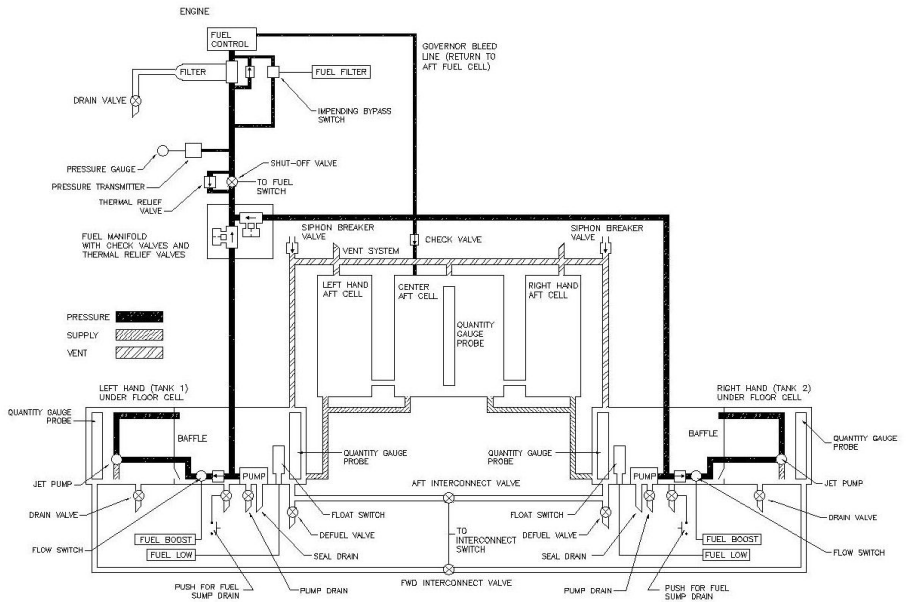 ENGINE
FUEL
CONTROL
GOVERNOR BLEED
LINE (RETURN TO
AFT FUEL CELL)
FILTER
FUEL FILTER
DRAIN VALVE
IMPENDING BYPASS
SWITCH
PRESSURE GAUGE
SHUT-OFF VALVE
PRESSURE TRANSMITTER
TO FUEL
SWITCH
THERMAL RELIEF
VALVE
FUEL MANIFOLD
WITH CHECK VALVES AND
THERMAL RELIEF VALVES
SIPHON BREAKER
VALVE
CHECK VALVE
SIPHON BREAKER
VALVE
VENT SYSTEM
LEFT HAND
AFT CELL
CENTER
AFT CELL
RIGHT HAND
AFT CELL
QUANTITY
GAUGE
PROBE
PRESSURE
SUPPLY
VENT
LEFT HAND (TANK 1)
UNDER FLOOR CELL
RIGHT HAND (TANK 2)
UNDER FLOOR CELL
QUANTITY GAUGE
PROBE
BAFFLE
QUANTITY GAUGE
PROBE
QUANTITY GAUGE
PROBE
BAFFLE
QUANTITY GAUGE
PROBE
JET PUMP
PUMP
AFT INTERCONNECT VALVE
PUMP
JET PUMP
DRAIN VALVE
FLOAT SWITCH
FLOAT SWITCH
DRAIN VALVE
FLOW SWITCH
FUEL BOOST
FUEL LOW
DEFUEL VALVE
SEAL DRAIN
TO
INTERCONNECT
SWITCH
DEFUEL VALVE
SEAL DRAIN
FUEL BOOST
FUEL LOW
FLOW SWITCH
FWD INTERCONNECT VALVE
PUSH FOR FUEL
SUMP DRAIN
PUMP DRAIN
PUMP DRAIN
PUSH FOR FUEL
SUMP DRAIN